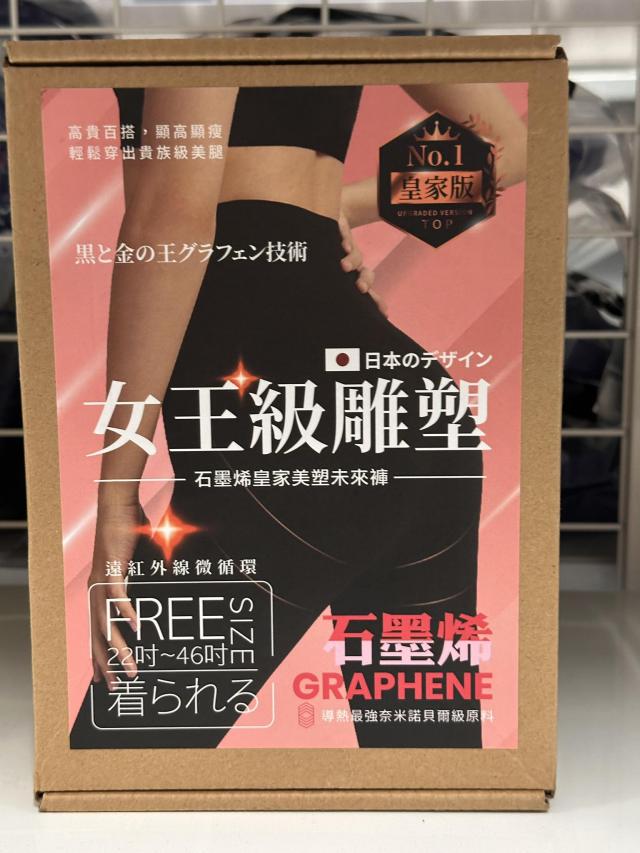 高貴百搭，顯高顯瘦
輕鬆穿出貴族級美腿
No.1
皇家版
UPGRADED VERSION
TOP
黒と金の王グラフェン技術
日本のデザイン
女王級雕塑
石墨烯皇家美塑未來褲
遠紅外線微循環
FREE SIZE
22吋~46吋
着られる
石墨烯
GRAPHENE
導熱最強奈米諾貝爾級原料